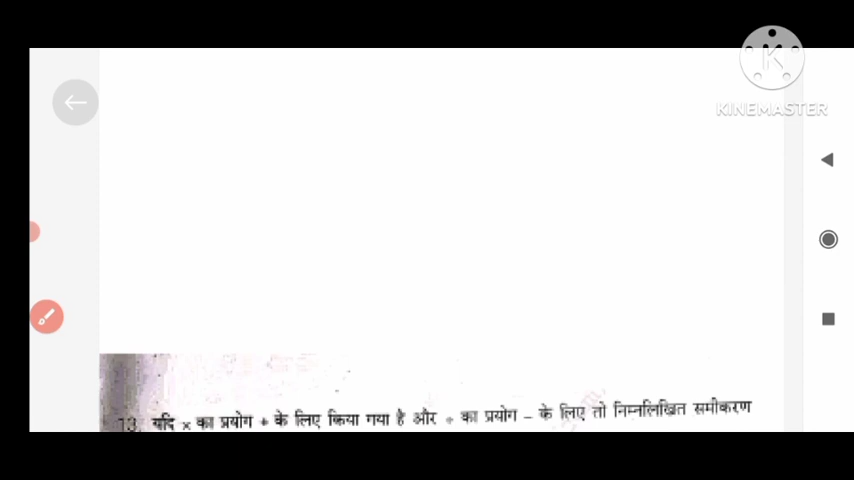 KINEMASTER
13. यदि × का प्रयोग + के लिए किया गया है और ÷ का प्रयोग – के लिए तो निम्नलिखित समीकरण